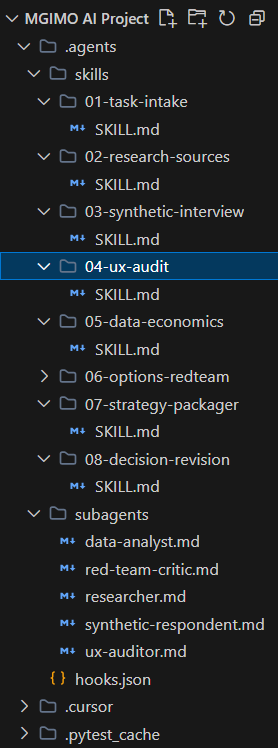 MGIMO AI Project
.agents
skills
01-task-intake
SKILL.md
02-research-sources
SKILL.md
03-synthetic-interview
SKILL.md
04-ux-audit
SKILL.md
05-data-economics
SKILL.md
06-options-redteam
07-strategy-packager
SKILL.md
08-decision-revision
SKILL.md
subagents
data-analyst.md
red-team-critic.md
researcher.md
synthetic-respondent.md
ux-auditor.md
{} hooks.json
.cursor
.pytest_cache